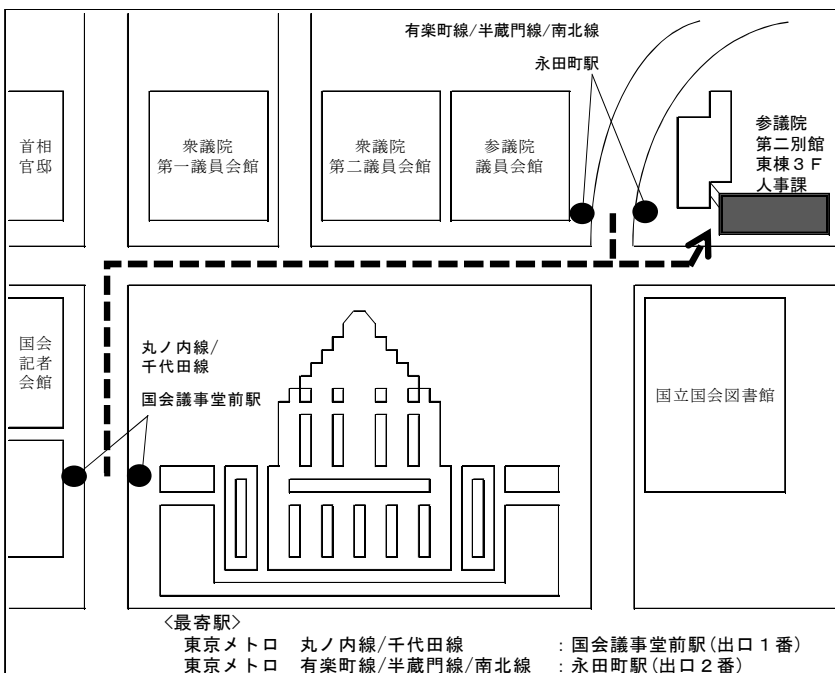 有楽町線/半蔵門線/南北線
永田町駅
首相
官邸
衆議院
第一議員会館
衆議院
第二議員会館
参議院
議員会館
参議院
第二別館
東棟3F
人事課
国会
記者
会館
丸ノ内線/
千代田線
国会議事堂前駅
国立国会図書館
<最寄駅>
東京メトロ 丸ノ内線/千代田線 :国会議事堂前駅(出口1番)
東京メトロ 有楽町線/半蔵門線/南北線 :永田町駅(出口2番)